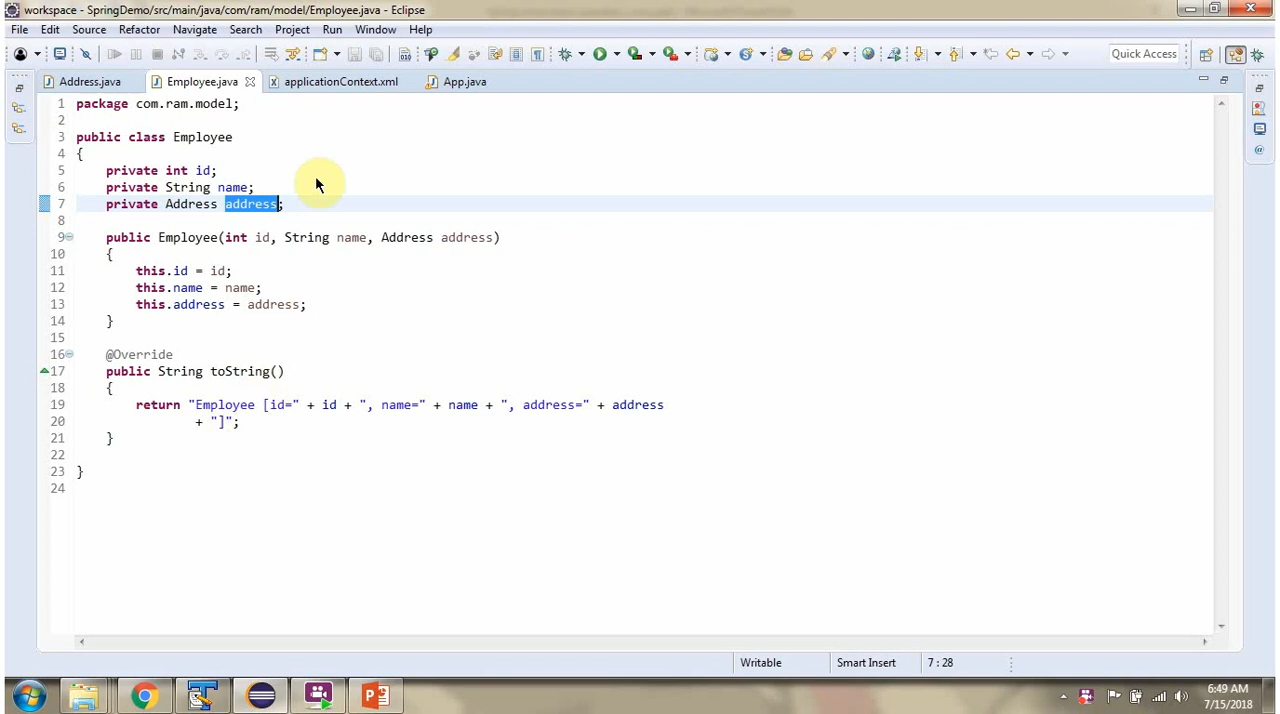 workspace - SpringDemo/src/main/java/com/ram/model/Employee.java - Eclipse
File Edit Source Refactor Navigate Search Project Run Window Help
Quick Access
Address.java Employee.java applicationContext.xml App.java
1 package com.ram.model;
2
3 public class Employee
4 {
5 private int id;
6 private String name;
7 private Address address;
8
9 public Employee(int id, String name, Address address)
10 {
11 this.id = id;
12 this.name = name;
13 this.address = address;
14 }
15
16 @Override
17 public String toString()
18 {
19 return "Employee [id=" + id + ", name=" + name + ", address=" + address
20 + "]";
21 }
22
23 }
24
Writable Smart Insert 7 : 28
6:49 AM
7/15/2018